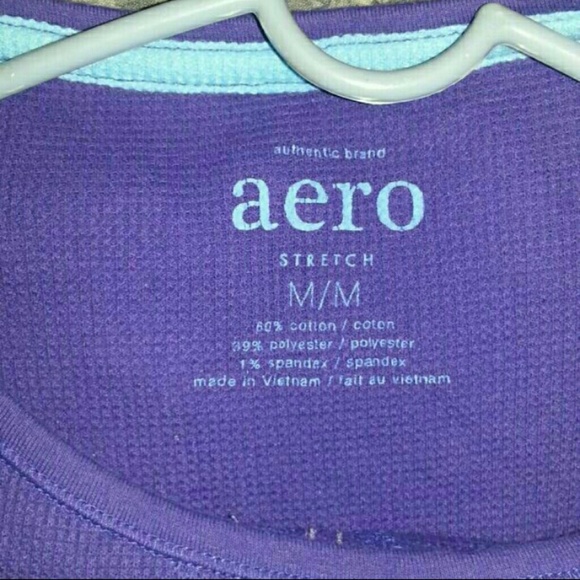 authentic brand
aero
STRETCH
M/M
60% cotton / coton
39% polyester / polyester
1% spandex / spandex
made in Vietnam / fait au vietnam